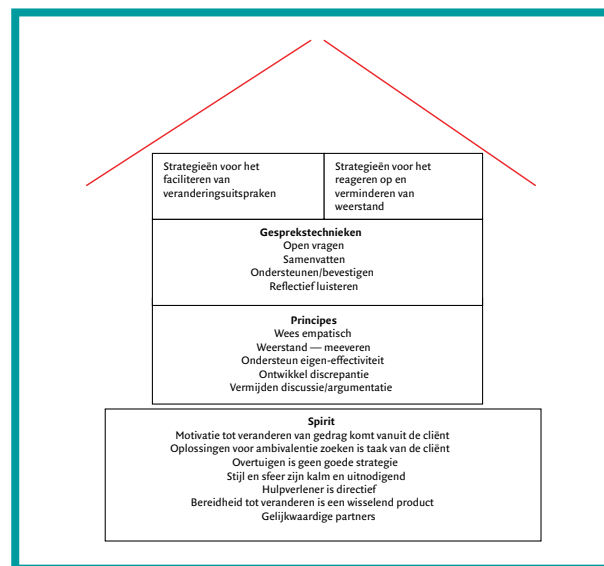 Strategieën voor het
faciliteren van
veranderingsuitspraken
Strategieën voor het
reageren op en
verminderen van
weerstand
Gesprekstechnieken
Open vragen
Samenvatten
Ondersteunen/bevestigen
Reflectief luisteren
Principes
Wees empatisch
Weerstand — meeveren
Ondersteun eigen-effectiviteit
Ontwikkel discrepantie
Vermijden discussie/argumentatie
Spirit
Motivatie tot veranderen van gedrag komt vanuit de cliënt
Oplossingen voor ambivalentie zoeken is taak van de cliënt
Overtuigen is geen goede strategie
Stijl en sfeer zijn kalm en uitnodigend
Hulpverlener is directief
Bereidheid tot veranderen is een wisselend product
Gelijkwaardige partners